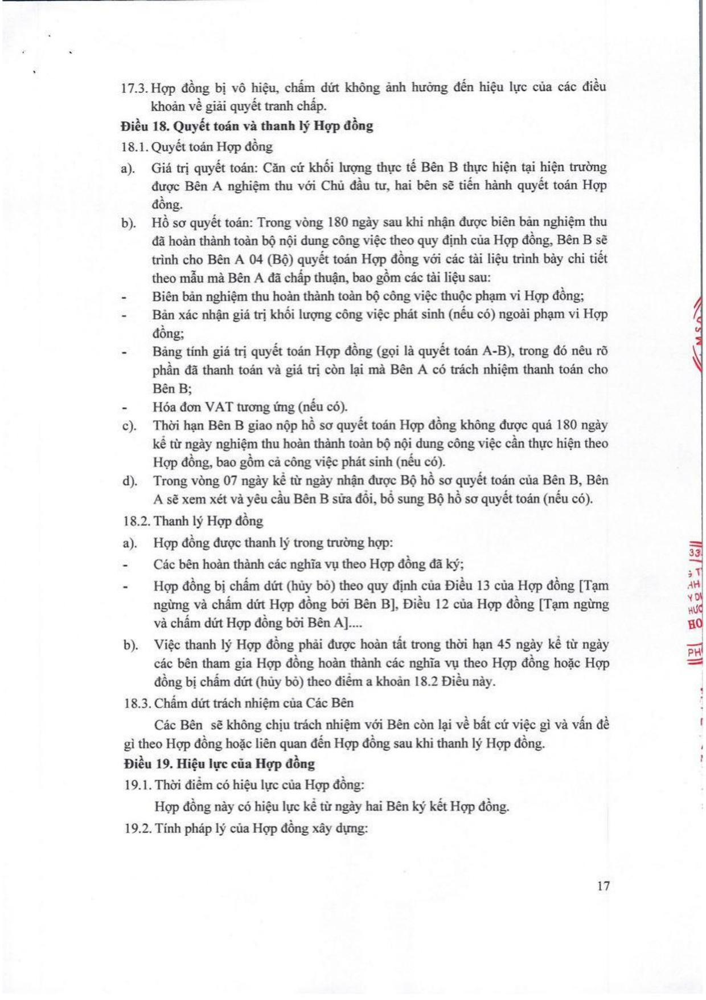 17.3. Hợp đồng bị vô hiệu, chấm dứt không ảnh hưởng đến hiệu lực của các điều
khoản về giải quyết tranh chấp.
Điều 18. Quyết toán và thanh lý Hợp đồng
18.1. Quyết toán Hợp đồng
a). Giá trị quyết toán: Căn cứ khối lượng thực tế Bên B thực hiện tại hiện trường
được Bên A nghiệm thu với Chủ đầu tư, hai bên sẽ tiến hành quyết toán Hợp
đồng.
b). Hồ sơ quyết toán: Trong vòng 180 ngày sau khi nhận được biên bản nghiệm thu
đã hoàn thành toàn bộ nội dung công việc theo quy định của Hợp đồng, Bên B sẽ
trình cho Bên A 04 (Bộ) quyết toán Hợp đồng với các tài liệu trình bày chi tiết
theo mẫu mà Bên A đã chấp thuận, bao gồm các tài liệu sau:
- Biên bản nghiệm thu hoàn thành toàn bộ công việc thuộc phạm vi Hợp đồng;
- Bản xác nhận giá trị khối lượng công việc phát sinh (nếu có) ngoài phạm vi Hợp
đồng;
- Bảng tính giá trị quyết toán Hợp đồng (gọi là quyết toán A-B), trong đó nêu rõ
phần đã thanh toán và giá trị còn lại mà Bên A có trách nhiệm thanh toán cho
Bên B;
- Hóa đơn VAT tương ứng (nếu có).
c). Thời hạn Bên B giao nộp hồ sơ quyết toán Hợp đồng không được quá 180 ngày
kể từ ngày nghiệm thu hoàn thành toàn bộ nội dung công việc cần thực hiện theo
Hợp đồng, bao gồm cả công việc phát sinh (nếu có).
d). Trong vòng 07 ngày kể từ ngày nhận được Bộ hồ sơ quyết toán của Bên B, Bên
A sẽ xem xét và yêu cầu Bên B sửa đổi, bổ sung Bộ hồ sơ quyết toán (nếu có).
18.2. Thanh lý Hợp đồng
a). Hợp đồng được thanh lý trong trường hợp:
- Các bên hoàn thành các nghĩa vụ theo Hợp đồng đã ký;
- Hợp đồng bị chấm dứt (hủy bỏ) theo quy định của Điều 13 của Hợp đồng [Tạm
ngừng và chấm dứt Hợp đồng bởi Bên B], Điều 12 của Hợp đồng [Tạm ngừng
và chấm dứt Hợp đồng bởi Bên A]....
b). Việc thanh lý Hợp đồng phải được hoàn tất trong thời hạn 45 ngày kể từ ngày
các bên tham gia Hợp đồng hoàn thành các nghĩa vụ theo Hợp đồng hoặc Hợp
đồng bị chấm dứt (hủy bỏ) theo điểm a khoản 18.2 Điều này.
18.3. Chấm dứt trách nhiệm của Các Bên
Các Bên sẽ không chịu trách nhiệm với Bên còn lại về bất cứ việc gì và vấn đề
gì theo Hợp đồng hoặc liên quan đến Hợp đồng sau khi thanh lý Hợp đồng.
Điều 19. Hiệu lực của Hợp đồng
19.1. Thời điểm có hiệu lực của Hợp đồng:
Hợp đồng này có hiệu lực kể từ ngày hai Bên ký kết Hợp đồng.
19.2. Tính pháp lý của Hợp đồng xây dựng:
17